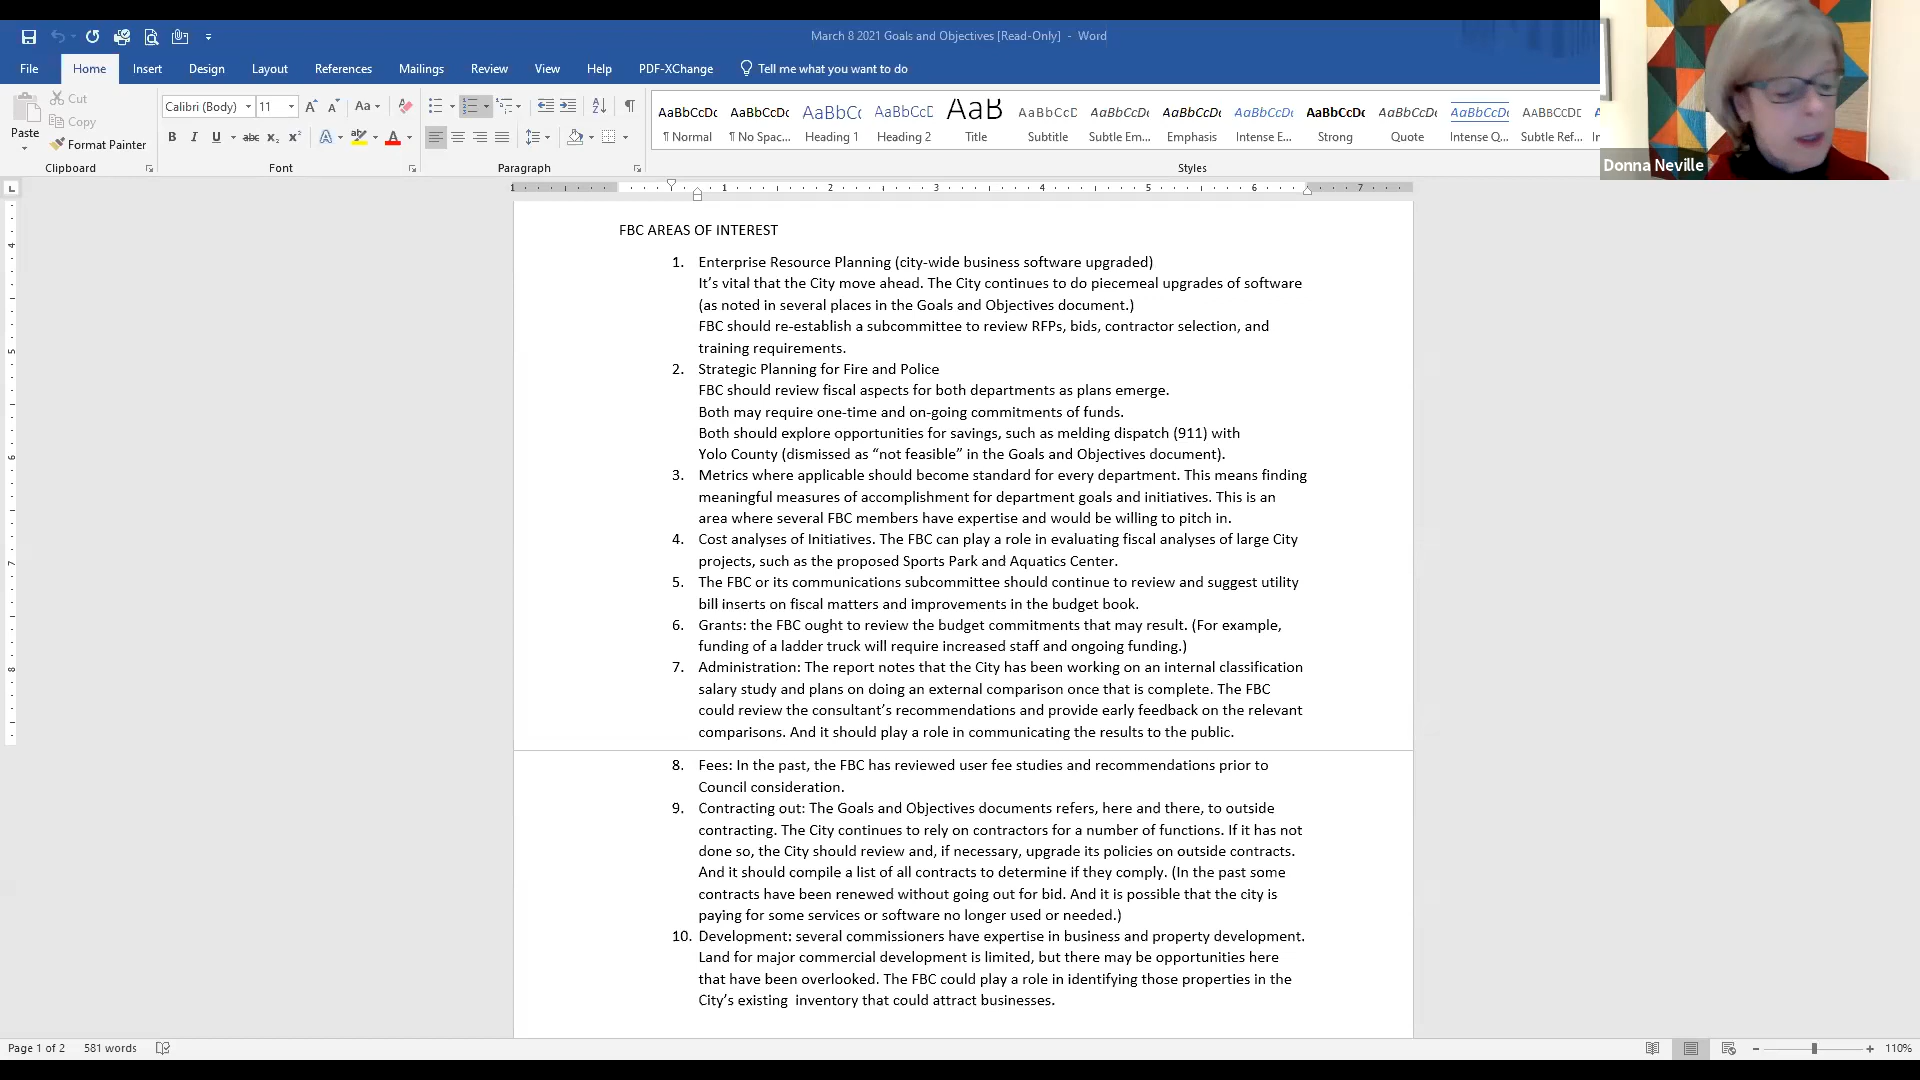 March 8 2021 Goals and Objectives [Read-Only] - Word
File Home Insert Design Layout References Mailings Review View Help PDF-XChange Tell me what you want to do
Donna Neville
Paste
Cut
Copy
Format Painter
Clipboard
Calibri (Body) 11
Font
Paragraph
AaBbCcDc AaBbCcDc AaBbCc AaBbCcD AaB AaBbCcD AaBbCcDc AaBbCcDc AaBbCcDc AaBbCcDc AaBbCcDc AaBbCcDc AaBbCcDc
¶ Normal ¶ No Spac... Heading 1 Heading 2 Title Subtitle Subtle Em... Emphasis Intense E... Strong Quote Intense Q... Subtle Ref...
Styles
1 1 2 3 4 5 6 7
4
5
6
7
8
FBC AREAS OF INTEREST
1. Enterprise Resource Planning (city-wide business software upgraded)
It's vital that the City move ahead. The City continues to do piecemeal upgrades of software
(as noted in several places in the Goals and Objectives document.)
FBC should re-establish a subcommittee to review RFPs, bids, contractor selection, and
training requirements.
2. Strategic Planning for Fire and Police
FBC should review fiscal aspects for both departments as plans emerge.
Both may require one-time and on-going commitments of funds.
Both should explore opportunities for savings, such as melding dispatch (911) with
Yolo County (dismissed as “not feasible” in the Goals and Objectives document).
3. Metrics where applicable should become standard for every department. This means finding
meaningful measures of accomplishment for department goals and initiatives. This is an
area where several FBC members have expertise and would be willing to pitch in.
4. Cost analyses of Initiatives. The FBC can play a role in evaluating fiscal analyses of large City
projects, such as the proposed Sports Park and Aquatics Center.
5. The FBC or its communications subcommittee should continue to review and suggest utility
bill inserts on fiscal matters and improvements in the budget book.
6. Grants: the FBC ought to review the budget commitments that may result. (For example,
funding of a ladder truck will require increased staff and ongoing funding.)
7. Administration: The report notes that the City has been working on an internal classification
salary study and plans on doing an external comparison once that is complete. The FBC
could review the consultant's recommendations and provide early feedback on the relevant
comparisons. And it should play a role in communicating the results to the public.
8. Fees: In the past, the FBC has reviewed user fee studies and recommendations prior to
Council consideration.
9. Contracting out: The Goals and Objectives documents refers, here and there, to outside
contracting. The City continues to rely on contractors for a number of functions. If it has not
done so, the City should review and, if necessary, upgrade its policies on outside contracts.
And it should compile a list of all contracts to determine if they comply. (In the past some
contracts have been renewed without going out for bid. And it is possible that the city is
paying for some services or software no longer used or needed.)
10. Development: several commissioners have expertise in business and property development.
Land for major commercial development is limited, but there may be opportunities here
that have been overlooked. The FBC could play a role in identifying those properties in the
City's existing inventory that could attract businesses.
Page 1 of 2 581 words 110%